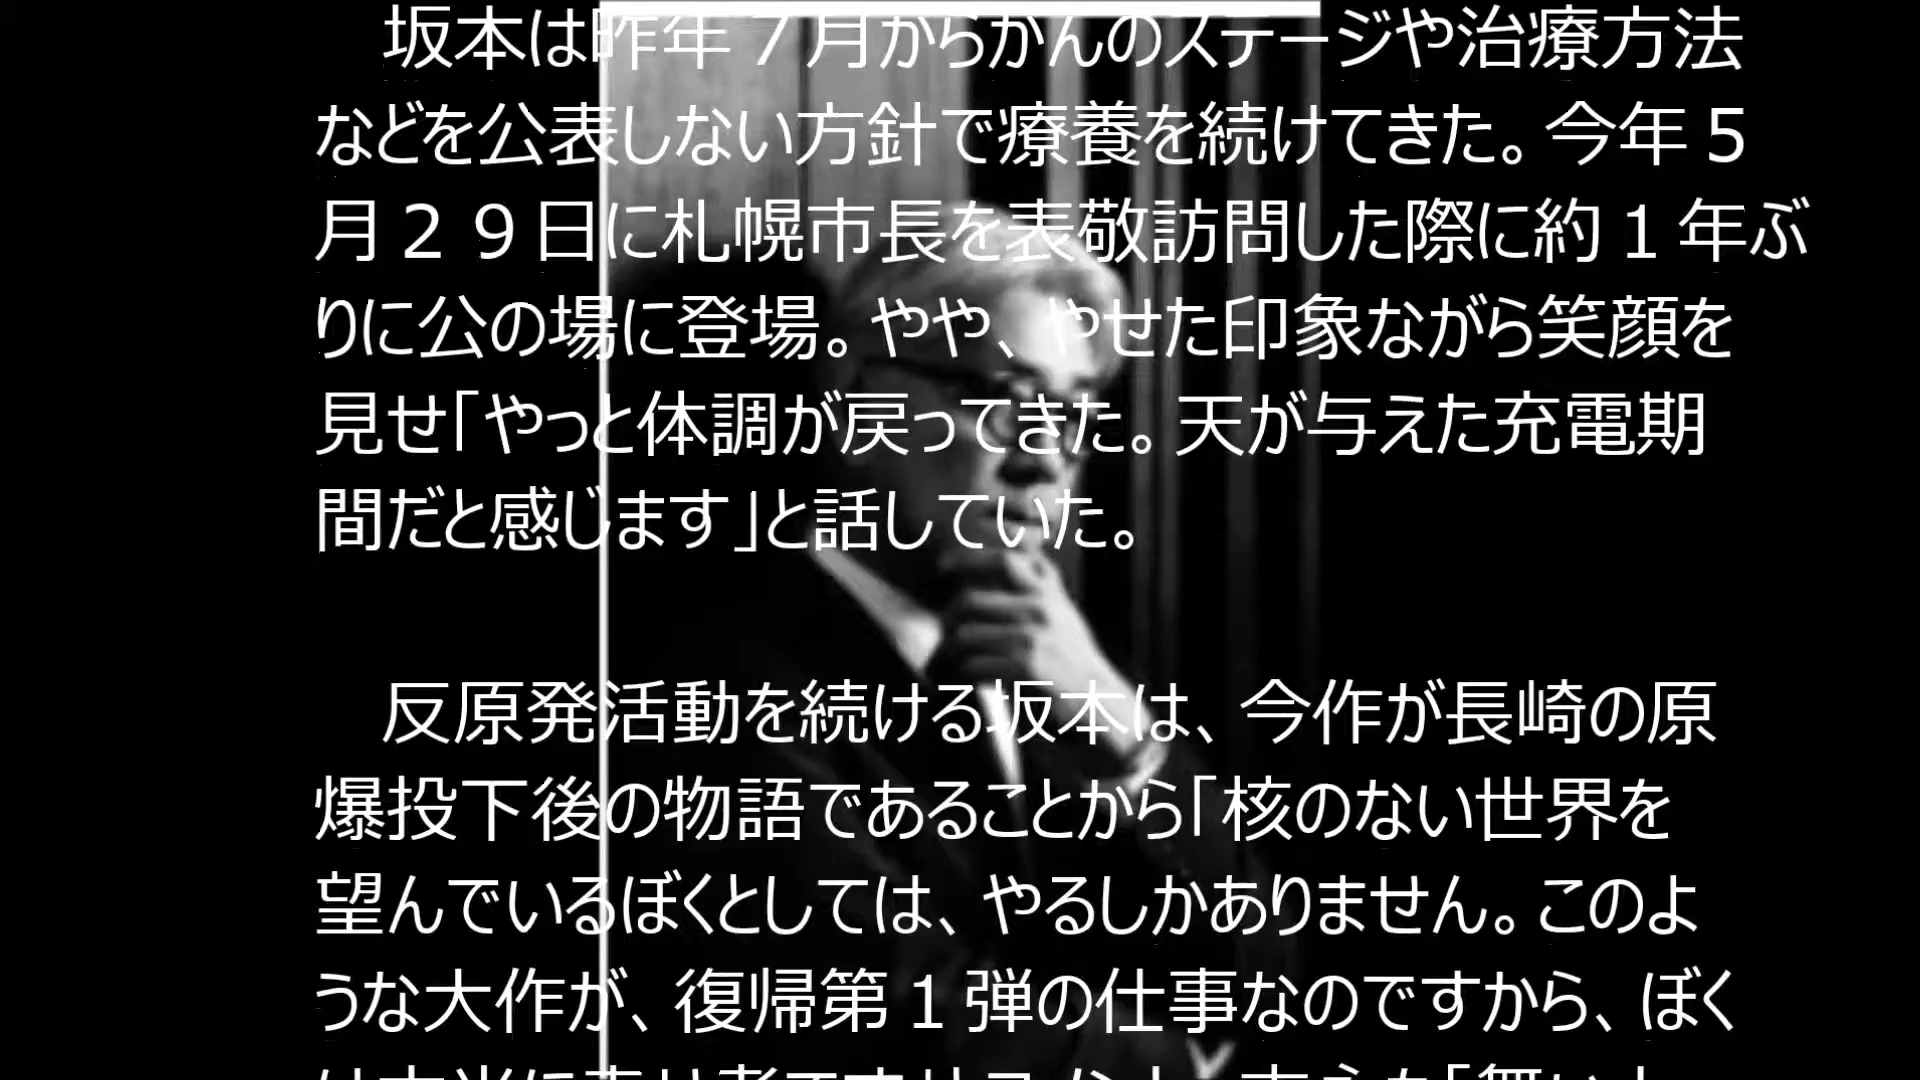 坂本は昨年７月からがんのステージや治療方法
などを公表しない方針で療養を続けてきた。今年５
月２９日に札幌市長を表敬訪問した際に約１年ぶ
りに公の場に登場。やや、やせた印象ながら笑顔を
見せ「やっと体調が戻ってきた。天が与えた充電期
間だと感じます」と話していた。
反原発活動を続ける坂本は、今作が長崎の原
爆投下後の物語であることから「核のない世界を
望んでいるぼくとしては、やるしかありません。このよ
うな大作が、復帰第１弾の仕事なのですから、ぼく